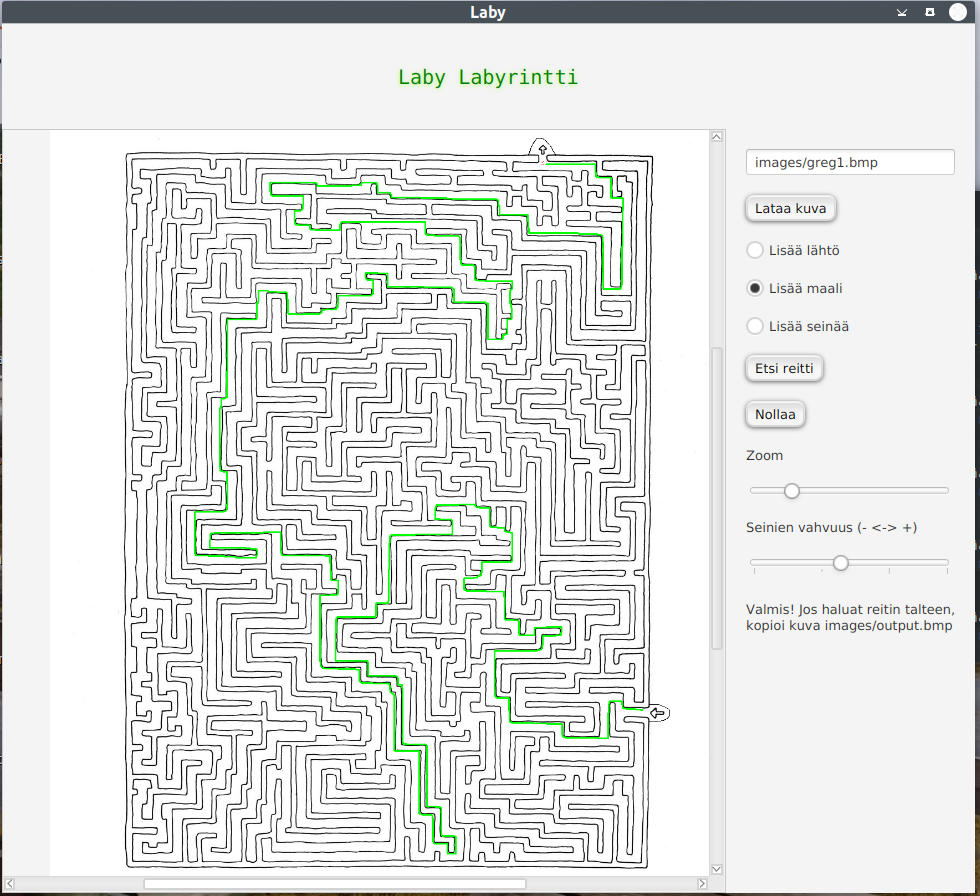 Laby
Laby Labyrintti
images/greg1.bmp
Lataa kuva
Lisää lähtö
Lisää maali
Lisää seinää
Etsi reitti
Nollaa
Zoom
Seinien vahvuus (- <-> +)
Valmis! Jos haluat reitin talteen,
kopioi kuva images/output.bmp